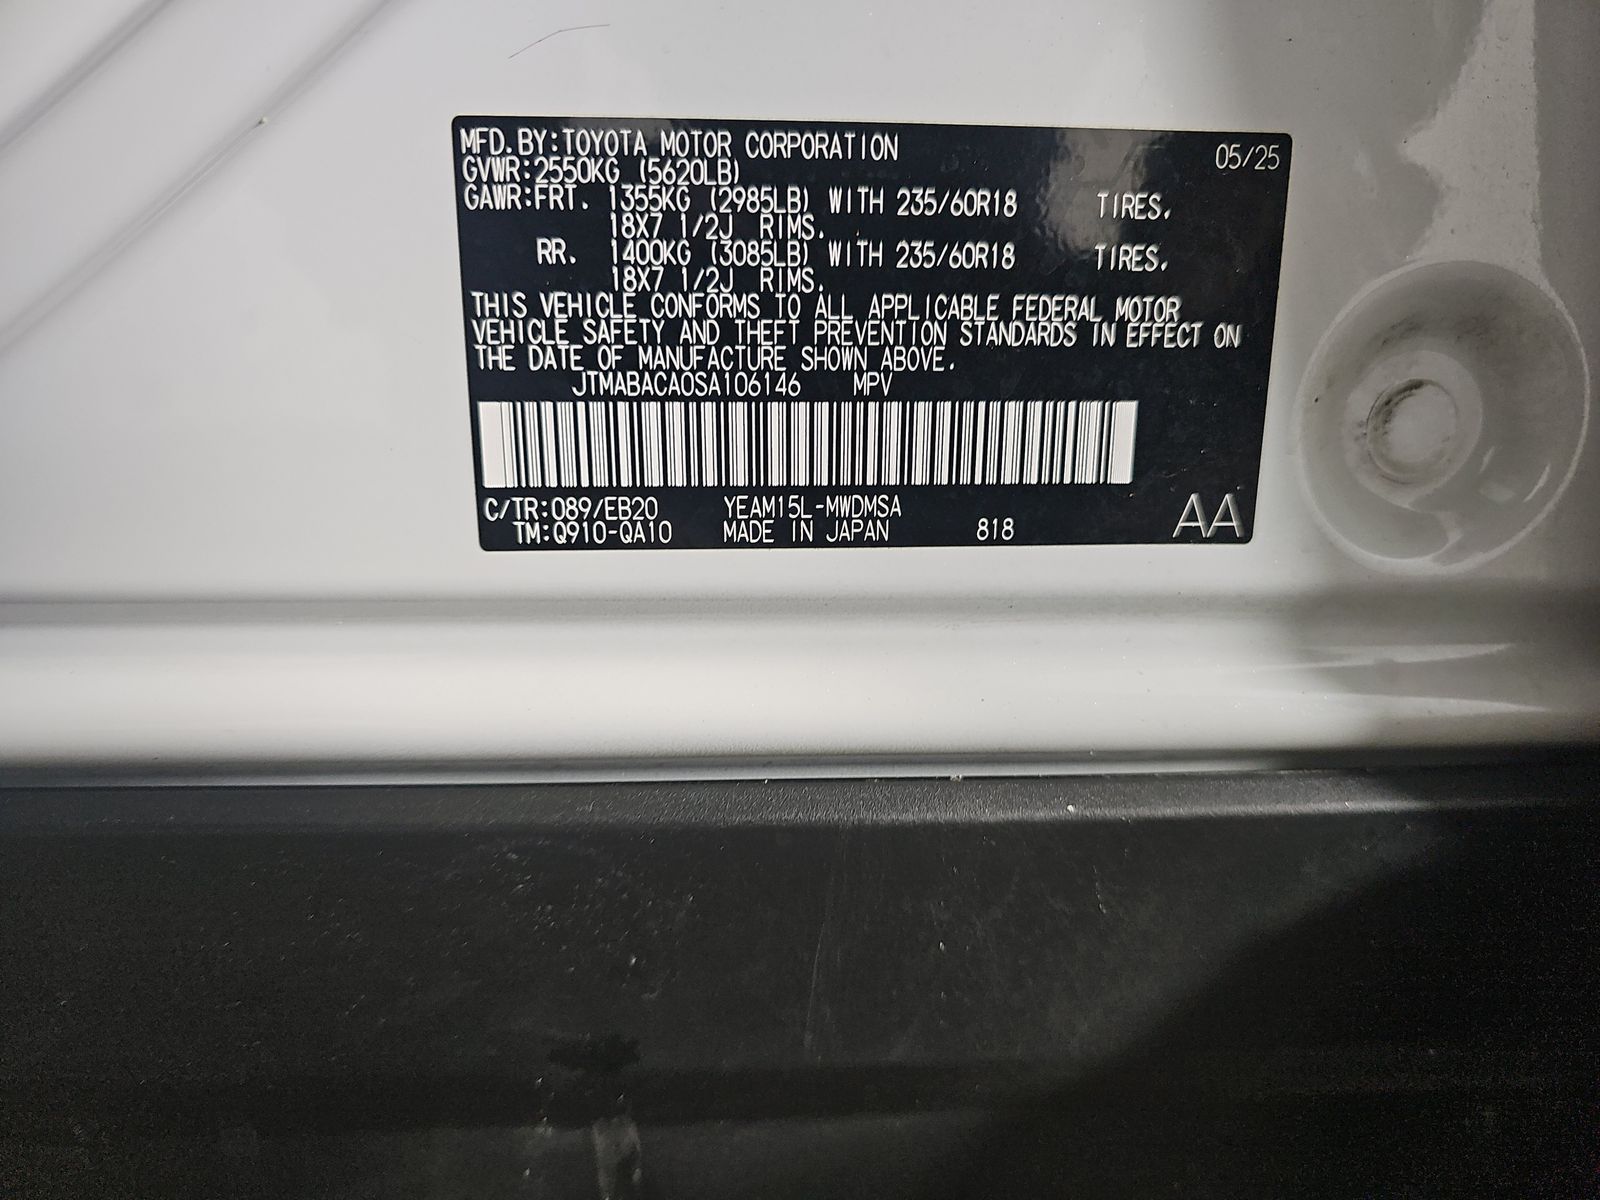 MFD.BY:TOYOTA MOTOR CORPORATION 05/25
GVWR:2550KG (5620LB)
GAWR:FRT. 1355KG (2985LB) WITH 235/60R18 TIRES.
18X7 1/2J RIMS.
RR. 1400KG (3085LB) WITH 235/60R18 TIRES.
18X7 1/2J RIMS.
THIS VEHICLE CONFORMS TO ALL APPLICABLE FEDERAL MOTOR
VEHICLE SAFETY AND THEFT PREVENTION STANDARDS IN EFFECT ON
THE DATE OF MANUFACTURE SHOWN ABOVE.
JTMABACA0SA106146 MPV
C/TR:089/EB20 YEAM15L-MWDMSA
TM:Q910-QA10 MADE IN JAPAN 818 AA